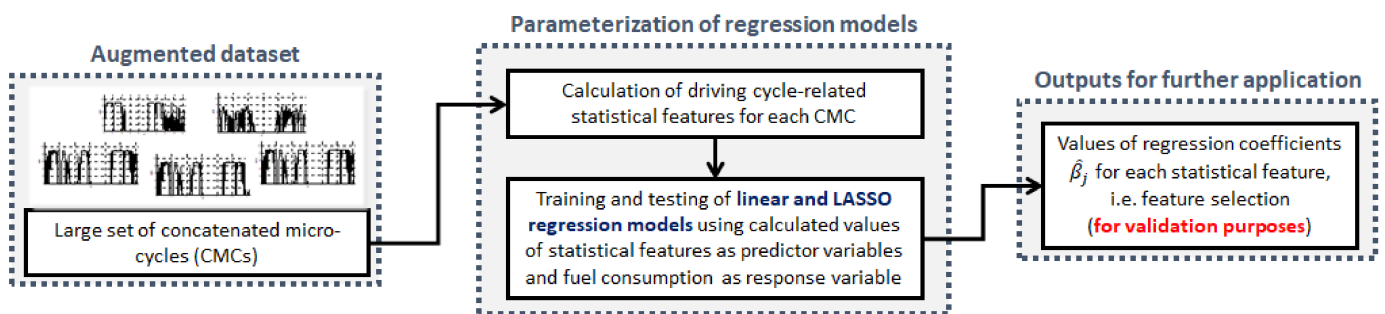 Augmented dataset
Large set of concatenated micro-
cycles (CMCs)
Parameterization of regression models
Calculation of driving cycle-related
statistical features for each CMC
Training and testing of linear and LASSO
regression models using calculated values
of statistical features as predictor variables
and fuel consumption as response variable
Outputs for further application
Values of regression coefficients
β̂j for each statistical feature,
i.e. feature selection
(for validation purposes)